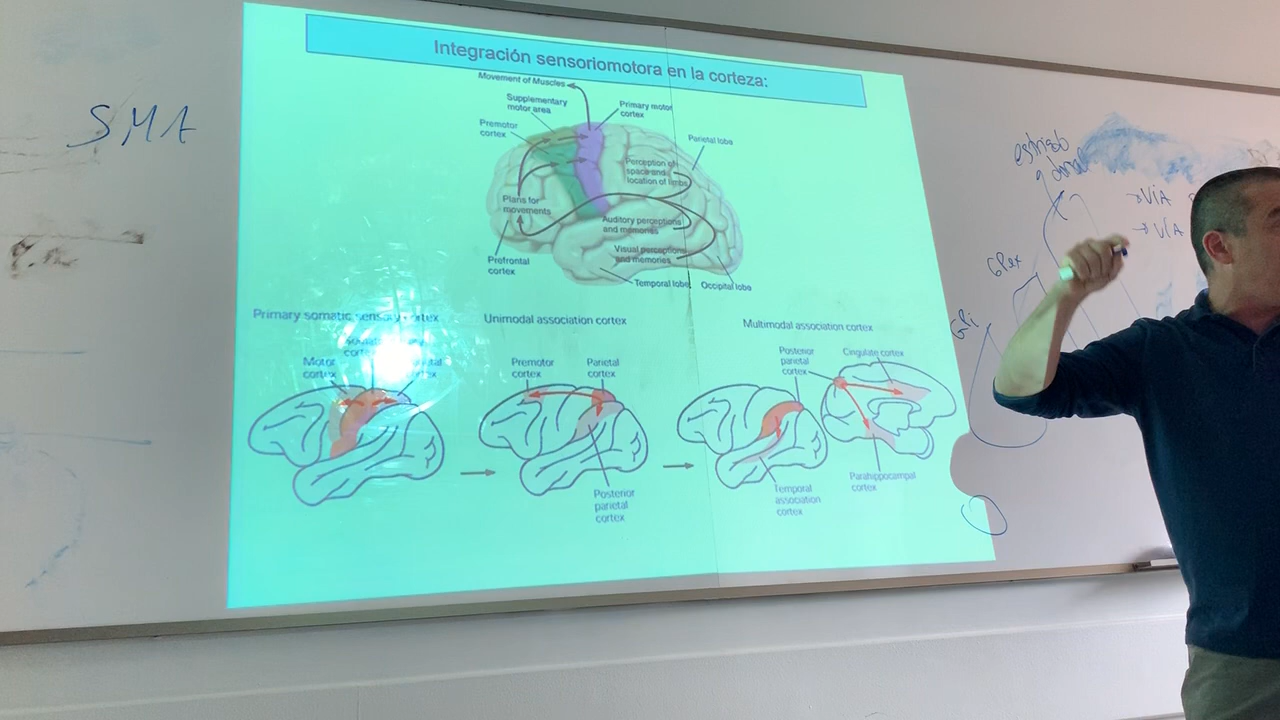 SMA
Integración sensoriomotora en la corteza:
Movement of Muscles
Supplementary
motor area
Primary motor
cortex
Premotor
cortex
Parietal lobe
Perception of
space and
location of limbs
Plans for
movements
Auditory perceptions
and memories
Visual perceptions
and memories
Prefrontal
cortex
Temporal lobe
Occipital lobe
Primary somatic sensory cortex
Motor
cortex
Unimodal association cortex
Premotor
cortex
Parietal
cortex
Posterior
parietal
cortex
Multimodal association cortex
Posterior
parietal
cortex
Cingulate cortex
Temporal
association
cortex
Parahippocampal
cortex
GPex
GPi
VIA
VIA